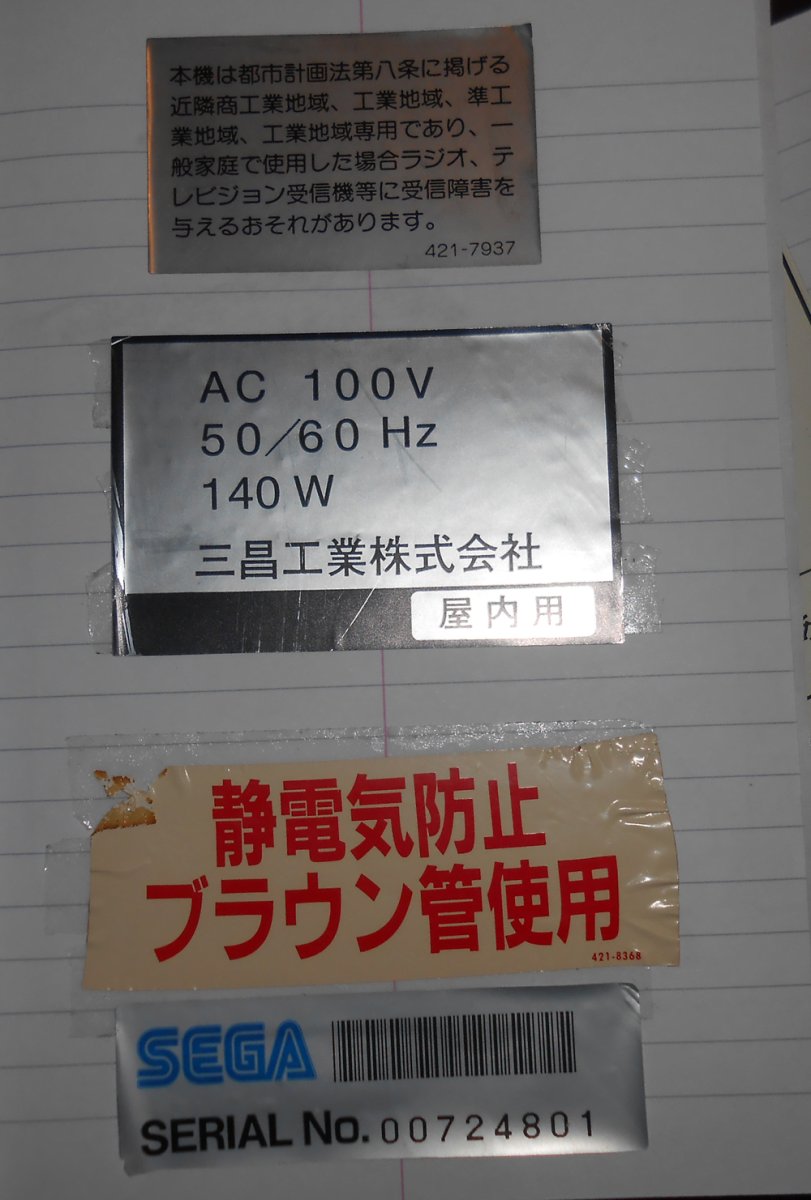 本機は都市計画法第八条に掲げる
近隣商工業地域、工業地域、準工
業地域、工業地域専用であり、一
般家庭で使用した場合ラジオ、テ
レビジョン受信機等に受信障害を
与えるおそれがあります。
421-7937
AC 100V
50/60 Hz
140 W
三昌工業株式会社
屋内用
静電気防止
ブラウン管使用
421-8368
SEGA
SERIAL No. 00724801